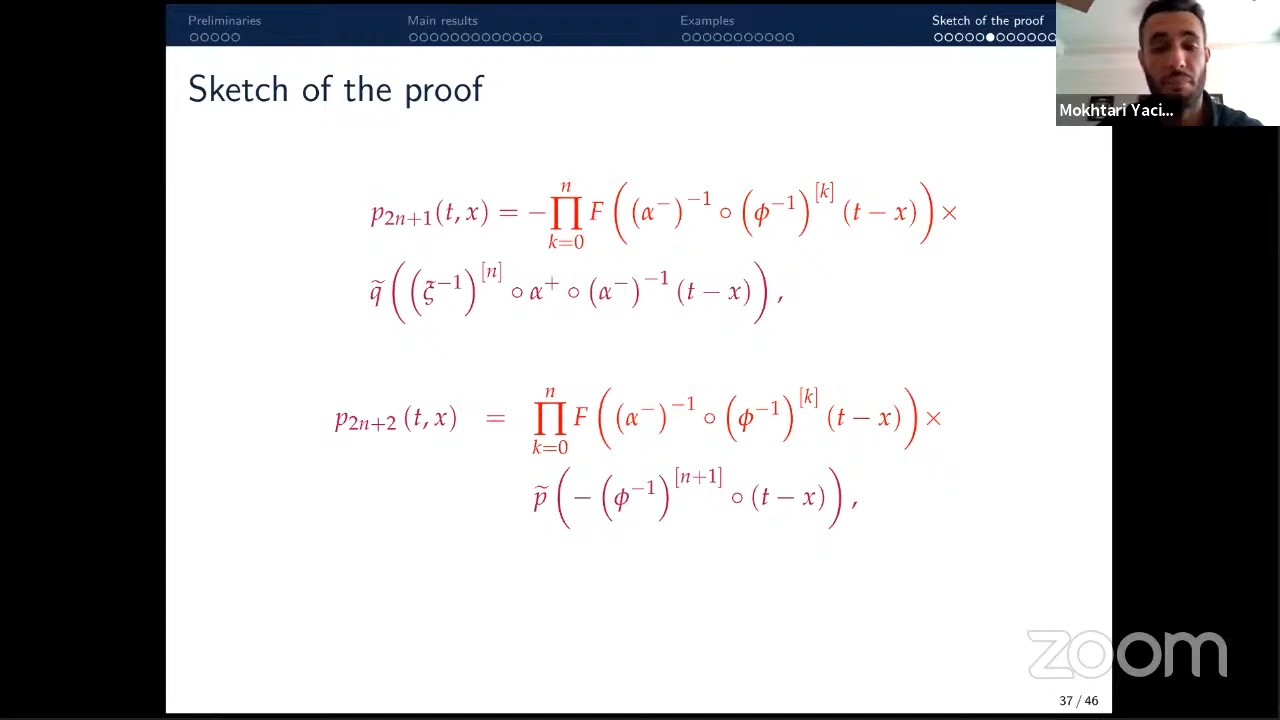 Preliminaries Main results Examples Sketch of the proof
Mokhtari Yaci...
Sketch of the proof
p_{2n+1}(t, x) = −∏_{k=0}^{n} F((α⁻)^{−1} ∘ (ϕ^{−1})^{[k]} (t − x)) ×
q̃((ξ^{−1})^{[n]} ∘ α⁺ ∘ (α⁻)^{−1} (t − x)),
p_{2n+2}(t, x) = ∏_{k=0}^{n} F((α⁻)^{−1} ∘ (ϕ^{−1})^{[k]} (t − x)) ×
p̃(−(ϕ^{−1})^{[n+1]} ∘ (t − x)),
zoom
37 / 46